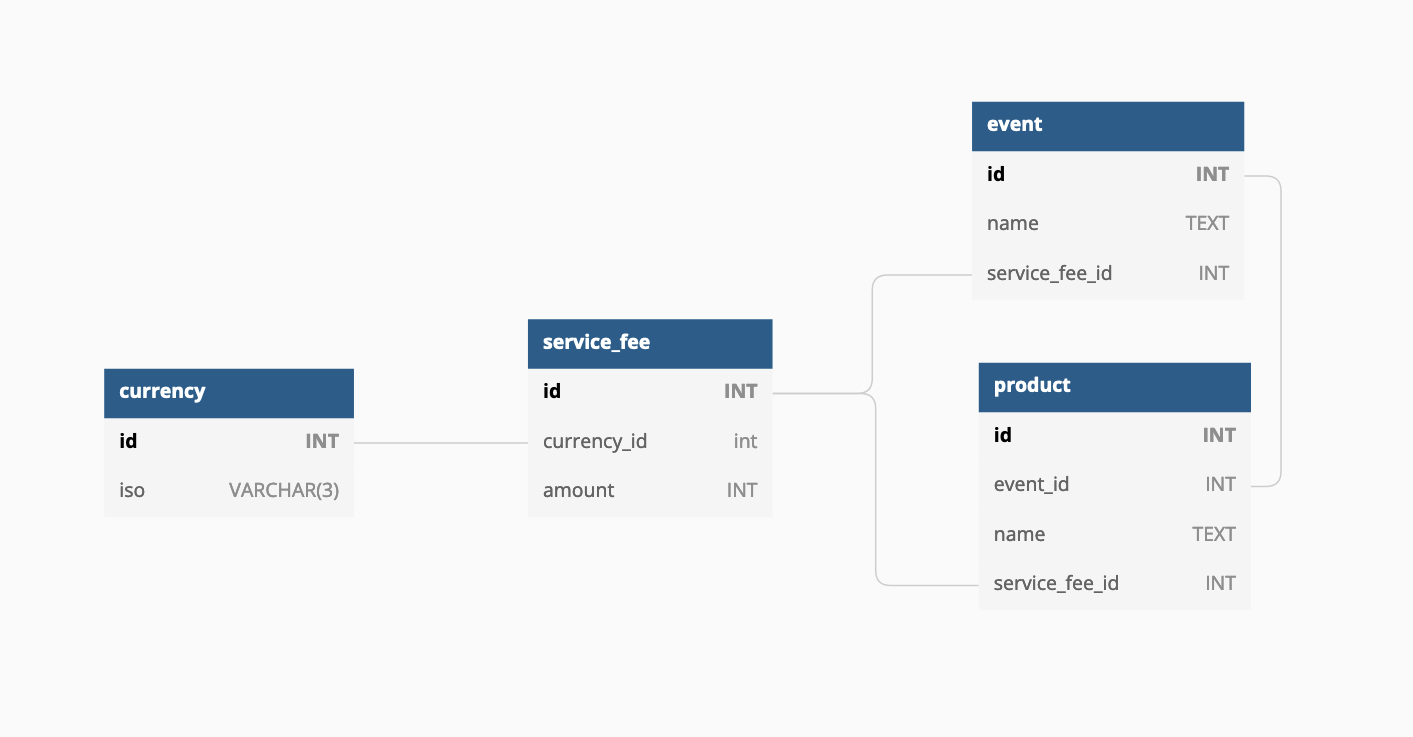 currency
id INT
iso VARCHAR(3)
service_fee
id INT
currency_id int
amount INT
event
id INT
name TEXT
service_fee_id INT
product
id INT
event_id INT
name TEXT
service_fee_id INT